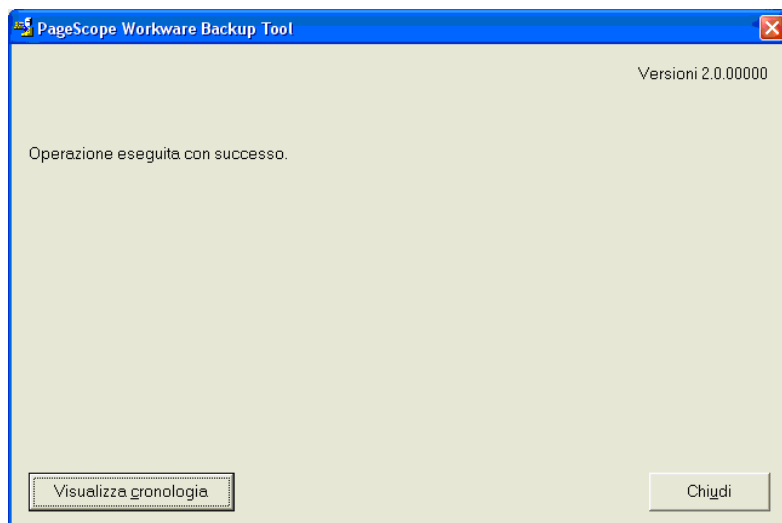 PageScope Workware Backup Tool
Versioni 2.0.00000
Operazione eseguita con successo.
Visualizza cronologia
Chiudi